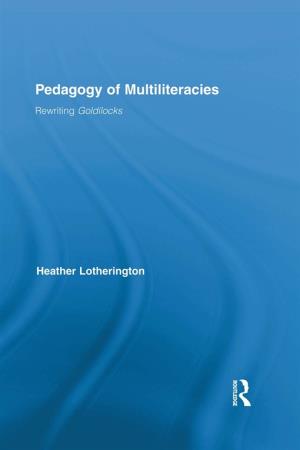 Pedagogy of Multiliteracies
Rewriting Goldilocks
Heather Lotherington
ROUTLEDGE